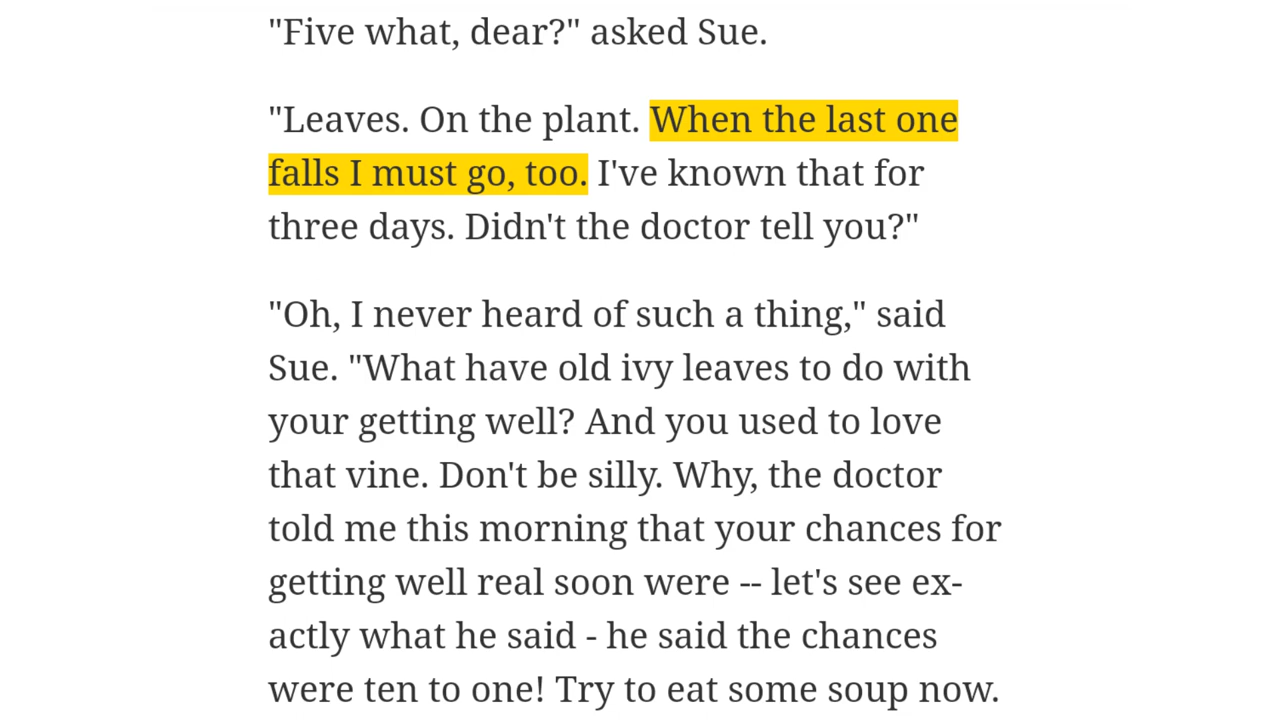 "Five what, dear?" asked Sue.
"Leaves. On the plant. When the last one
falls I must go, too. I've known that for
three days. Didn't the doctor tell you?"
"Oh, I never heard of such a thing," said
Sue. "What have old ivy leaves to do with
your getting well? And you used to love
that vine. Don't be silly. Why, the doctor
told me this morning that your chances for
getting well real soon were -- let's see ex-
actly what he said - he said the chances
were ten to one! Try to eat some soup now.